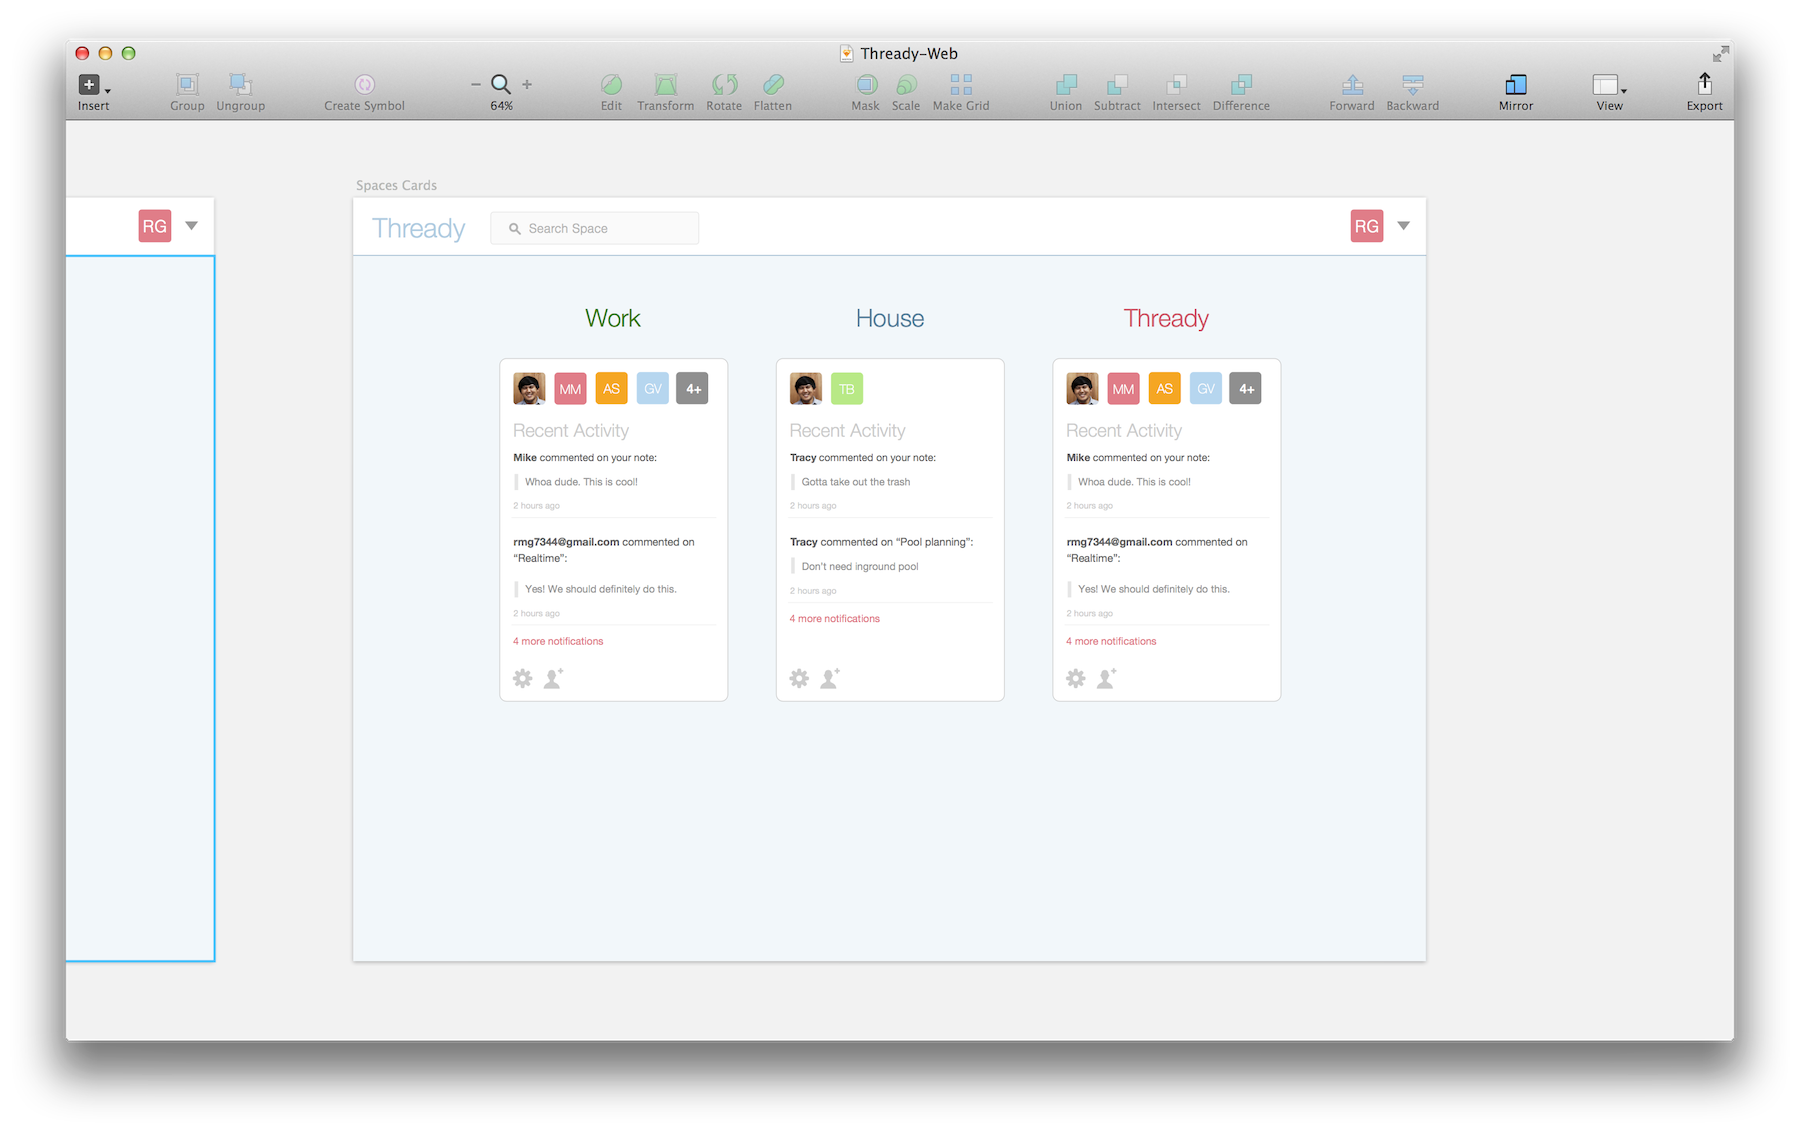 Thready-Web
Insert
Group
Ungroup
Create Symbol
64%
Edit
Transform
Rotate
Flatten
Mask
Scale
Make Grid
Union
Subtract
Intersect
Difference
Forward
Backward
Mirror
View
Export
Spaces Cards
RG
Thready
Search Space
RG
Work
MM AS GV 4+
Recent Activity
Mike commented on your note:
Whoa dude. This is cool!
2 hours ago
rmg7344@gmail.com commented on
“Realtime”:
Yes! We should definitely do this.
2 hours ago
4 more notifications
House
TB
Recent Activity
Tracy commented on your note:
Gotta take out the trash
2 hours ago
Tracy commented on “Pool planning”:
Don’t need inground pool
2 hours ago
4 more notifications
Thready
MM AS GV 4+
Recent Activity
Mike commented on your note:
Whoa dude. This is cool!
2 hours ago
rmg7344@gmail.com commented on
“Realtime”:
Yes! We should definitely do this.
2 hours ago
4 more notifications